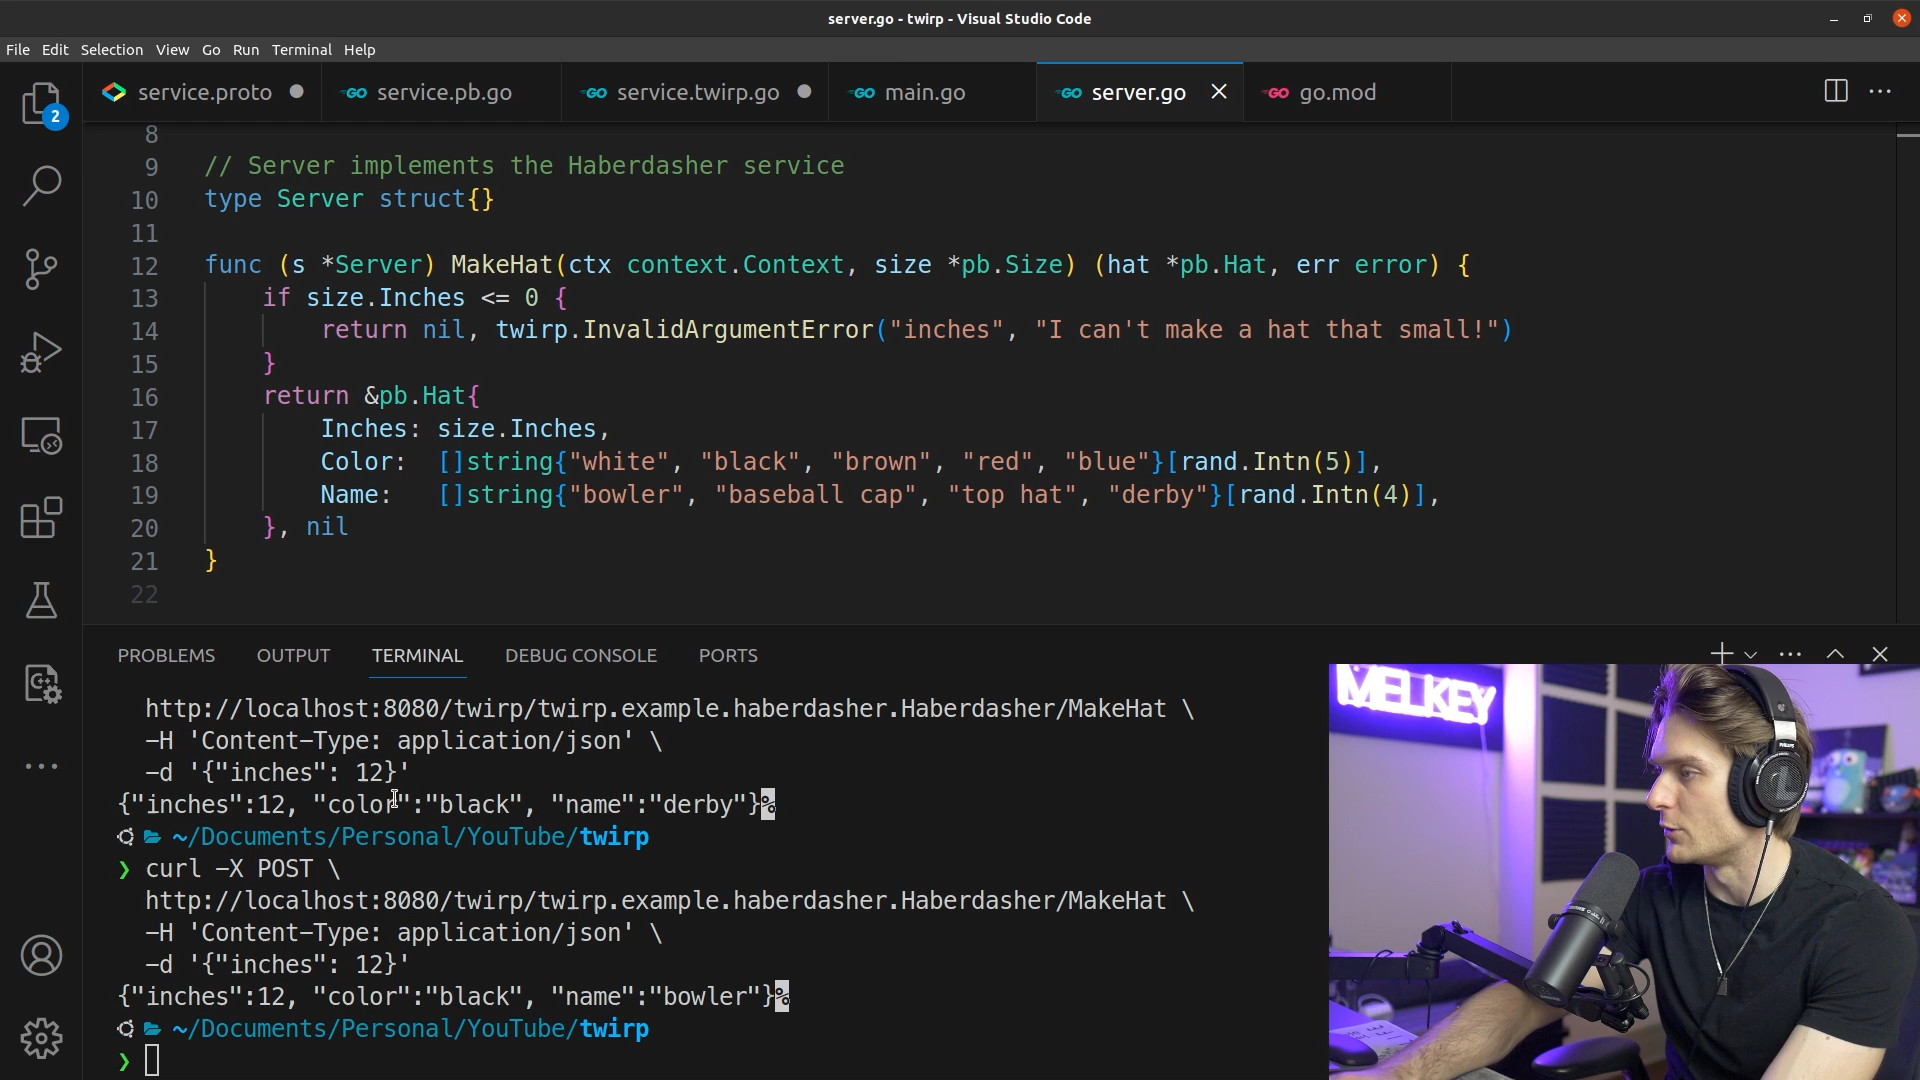 server.go - twirp - Visual Studio Code
File Edit Selection View Go Run Terminal Help
2
service.proto
GO service.pb.go
GO service.twirp.go
GO main.go
GO server.go
GO go.mod
8
9 // Server implements the Haberdasher service
10 type Server struct{}
11
12 func (s *Server) MakeHat(ctx context.Context, size *pb.Size) (hat *pb.Hat, err error) {
13 if size.Inches <= 0 {
14 return nil, twirp.InvalidArgumentError("inches", "I can't make a hat that small!")
15 }
16 return &pb.Hat{
17 Inches: size.Inches,
18 Color: []string{"white", "black", "brown", "red", "blue"}[rand.Intn(5)],
19 Name: []string{"bowler", "baseball cap", "top hat", "derby"}[rand.Intn(4)],
20 }, nil
21 }
22
PROBLEMS OUTPUT TERMINAL DEBUG CONSOLE PORTS
http://localhost:8080/twirp/twirp.example.haberdasher.Haberdasher/MakeHat \
-H 'Content-Type: application/json' \
-d '{"inches": 12}'
{"inches":12, "color":"black", "name":"derby"}%
~/Documents/Personal/YouTube/twirp
❯ curl -X POST \
http://localhost:8080/twirp/twirp.example.haberdasher.Haberdasher/MakeHat \
-H 'Content-Type: application/json' \
-d '{"inches": 12}'
{"inches":12, "color":"black", "name":"bowler"}%
~/Documents/Personal/YouTube/twirp
❯
MELKEY
PHILIPS